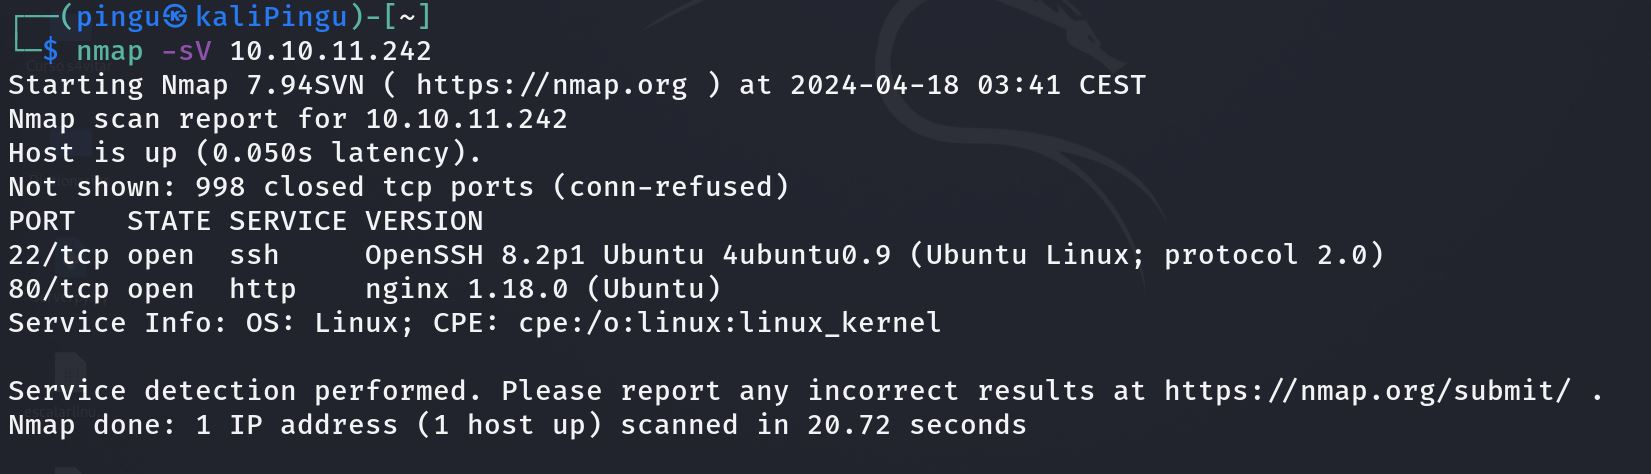 ┌──(pingu㉿kaliPingu)-[~]
└─$ nmap -sV 10.10.11.242
Starting Nmap 7.94SVN ( https://nmap.org ) at 2024-04-18 03:41 CEST
Nmap scan report for 10.10.11.242
Host is up (0.050s latency).
Not shown: 998 closed tcp ports (conn-refused)
PORT   STATE SERVICE VERSION
22/tcp open  ssh     OpenSSH 8.2p1 Ubuntu 4ubuntu0.9 (Ubuntu Linux; protocol 2.0)
80/tcp open  http    nginx 1.18.0 (Ubuntu)
Service Info: OS: Linux; CPE: cpe:/o:linux:linux_kernel

Service detection performed. Please report any incorrect results at https://nmap.org/submit/ .
Nmap done: 1 IP address (1 host up) scanned in 20.72 seconds